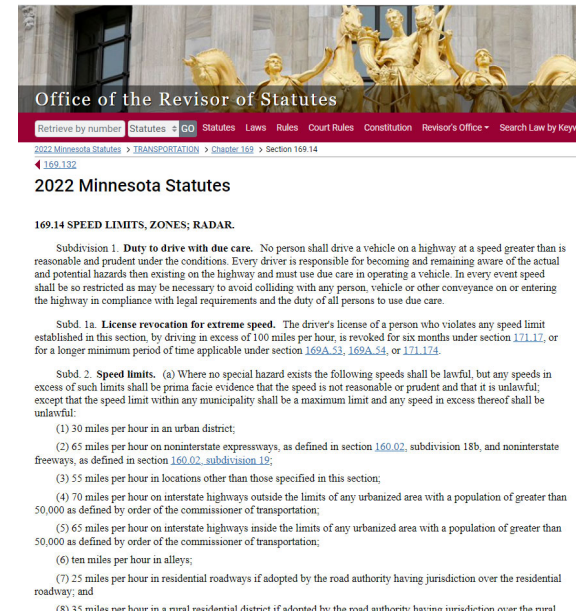 Office of the Revisor of Statutes
Retrieve by number Statutes GO Statutes Laws Rules Court Rules Constitution Revisor's Office Search Law by
2022 Minnesota Statutes > TRANSPORTATION > Chapter 169 > Section 169.14
169.132
2022 Minnesota Statutes
169.14 SPEED LIMITS, ZONES; RADAR.
Subdivision 1. Duty to drive with due care. No person shall drive a vehicle on a highway at a speed greater than is
reasonable and prudent under the conditions. Every driver is responsible for becoming and remaining aware of the actual
and potential hazards then existing on the highway and must use due care in operating a vehicle. In every event speed
shall be so restricted as may be necessary to avoid colliding with any person, vehicle or other conveyance on or entering
the highway in compliance with legal requirements and the duty of all persons to use due care.
Subd. 1a. License revocation for extreme speed. The driver's license of a person who violates any speed limit
established in this section, by driving in excess of 100 miles per hour, is revoked for six months under section 171.17, or
for a longer minimum period of time applicable under section 169A.53, 169A.54, or 171.174.
Subd. 2. Speed limits. (a) Where no special hazard exists the following speeds shall be lawful, but any speeds in
excess of such limits shall be prima facie evidence that the speed is not reasonable or prudent and that it is unlawful;
except that the speed limit within any municipality shall be a maximum limit and any speed in excess thereof shall be
unlawful:
(1) 30 miles per hour in an urban district;
(2) 65 miles per hour on noninterstate expressways, as defined in section 160.02, subdivision 18b, and noninterstate
freeways, as defined in section 160.02, subdivision 19;
(3) 55 miles per hour in locations other than those specified in this section;
(4) 70 miles per hour on interstate highways outside the limits of any urbanized area with a population of greater than
50,000 as defined by order of the commissioner of transportation;
(5) 65 miles per hour on interstate highways inside the limits of any urbanized area with a population of greater than
50,000 as defined by order of the commissioner of transportation;
(6) ten miles per hour in alleys;
(7) 25 miles per hour in residential roadways if adopted by the road authority having jurisdiction over the residential
roadway; and
(8) 35 miles per hour in a rural residential district if adopted by the road authority having jurisdiction over the rural